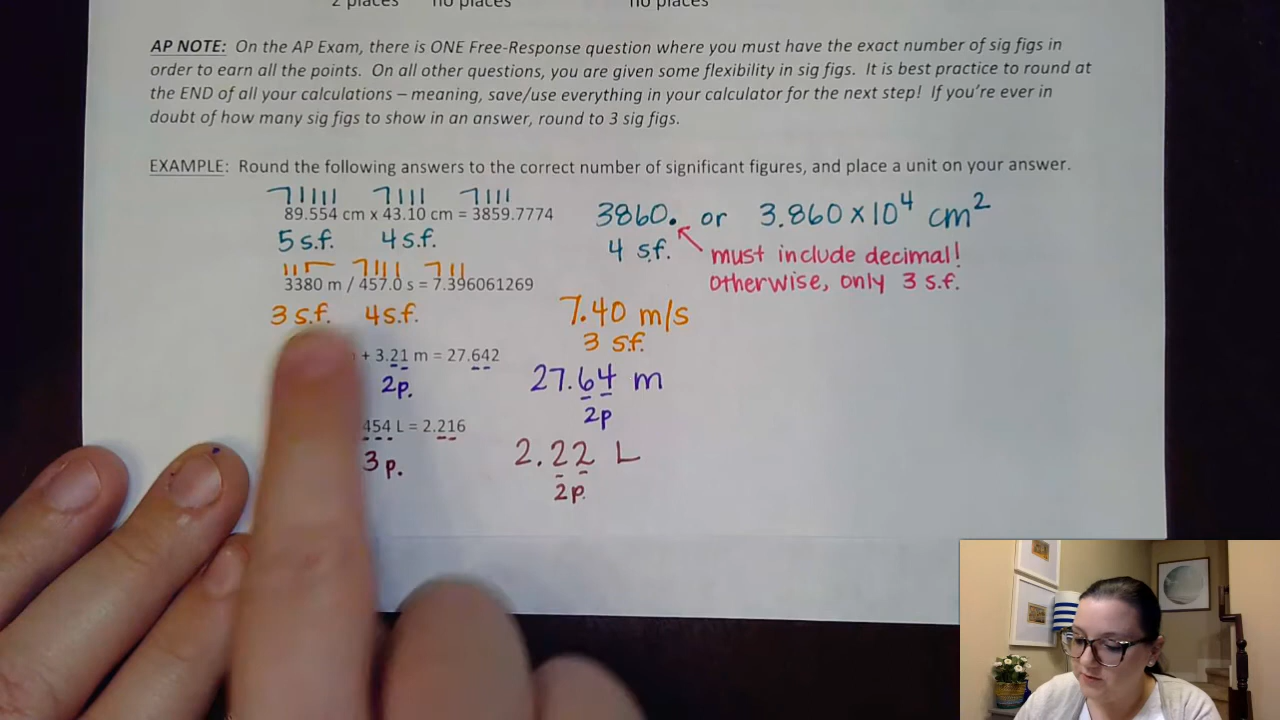 2 places no places no places
AP NOTE: On the AP Exam, there is ONE Free-Response question where you must have the exact number of sig figs in
order to earn all the points. On all other questions, you are given some flexibility in sig figs. It is best practice to round at
the END of all your calculations – meaning, save/use everything in your calculator for the next step! If you're ever in
doubt of how many sig figs to show in an answer, round to 3 sig figs.
EXAMPLE: Round the following answers to the correct number of significant figures, and place a unit on your answer.
89.554 cm x 43.10 cm = 3859.7774 3860. or 3.860 x 10⁴ cm²
5 s.f. 4 s.f. 4 s.f. must include decimal!
otherwise, only 3 s.f.
3380 m / 457.0 s = 7.396061269
3 s.f. 4 s.f. 7.40 m/s
3 s.f.
+ 3.21 m = 27.642 27.64 m
2p. 2p
454 L = 2.216 2.22 L
3 p. 2p.